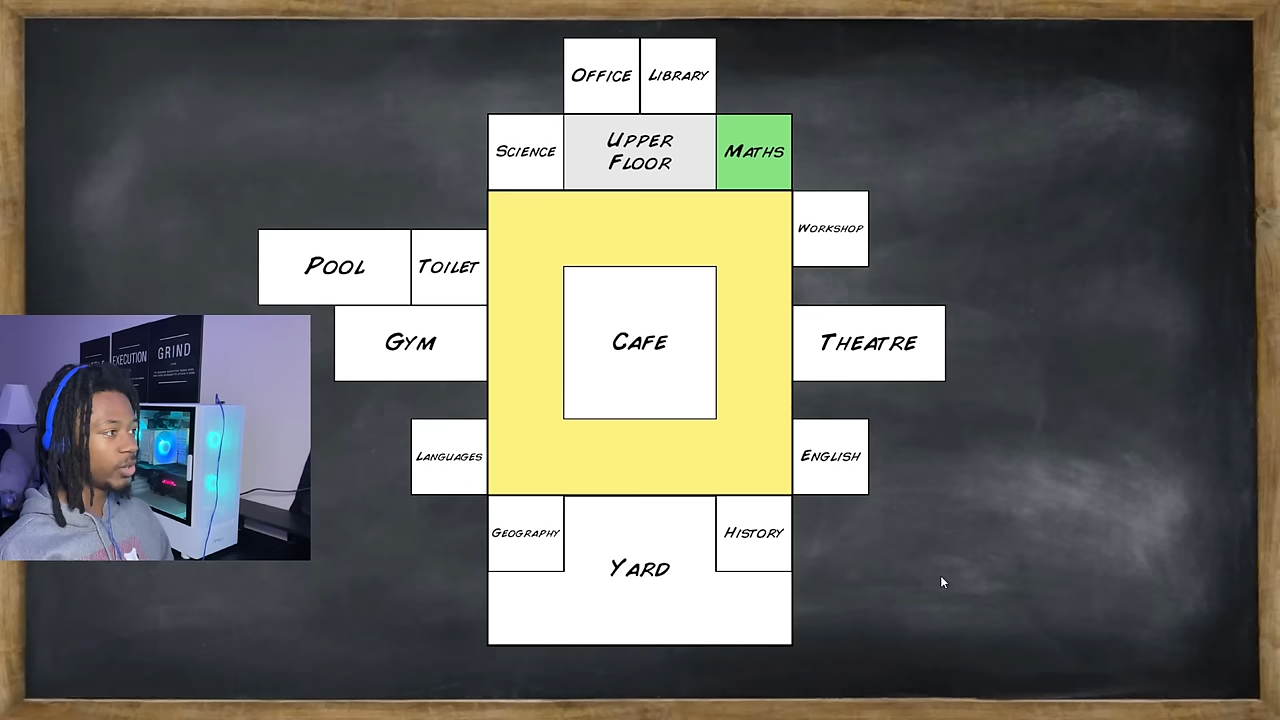 OFFICE
LIBRARY
SCIENCE
UPPER
FLOOR
MATHS
WORKSHOP
POOL
TOILET
GYM
CAFE
THEATRE
LANGUAGES
ENGLISH
GEOGRAPHY
HISTORY
YARD
EXECUTION
GRIND